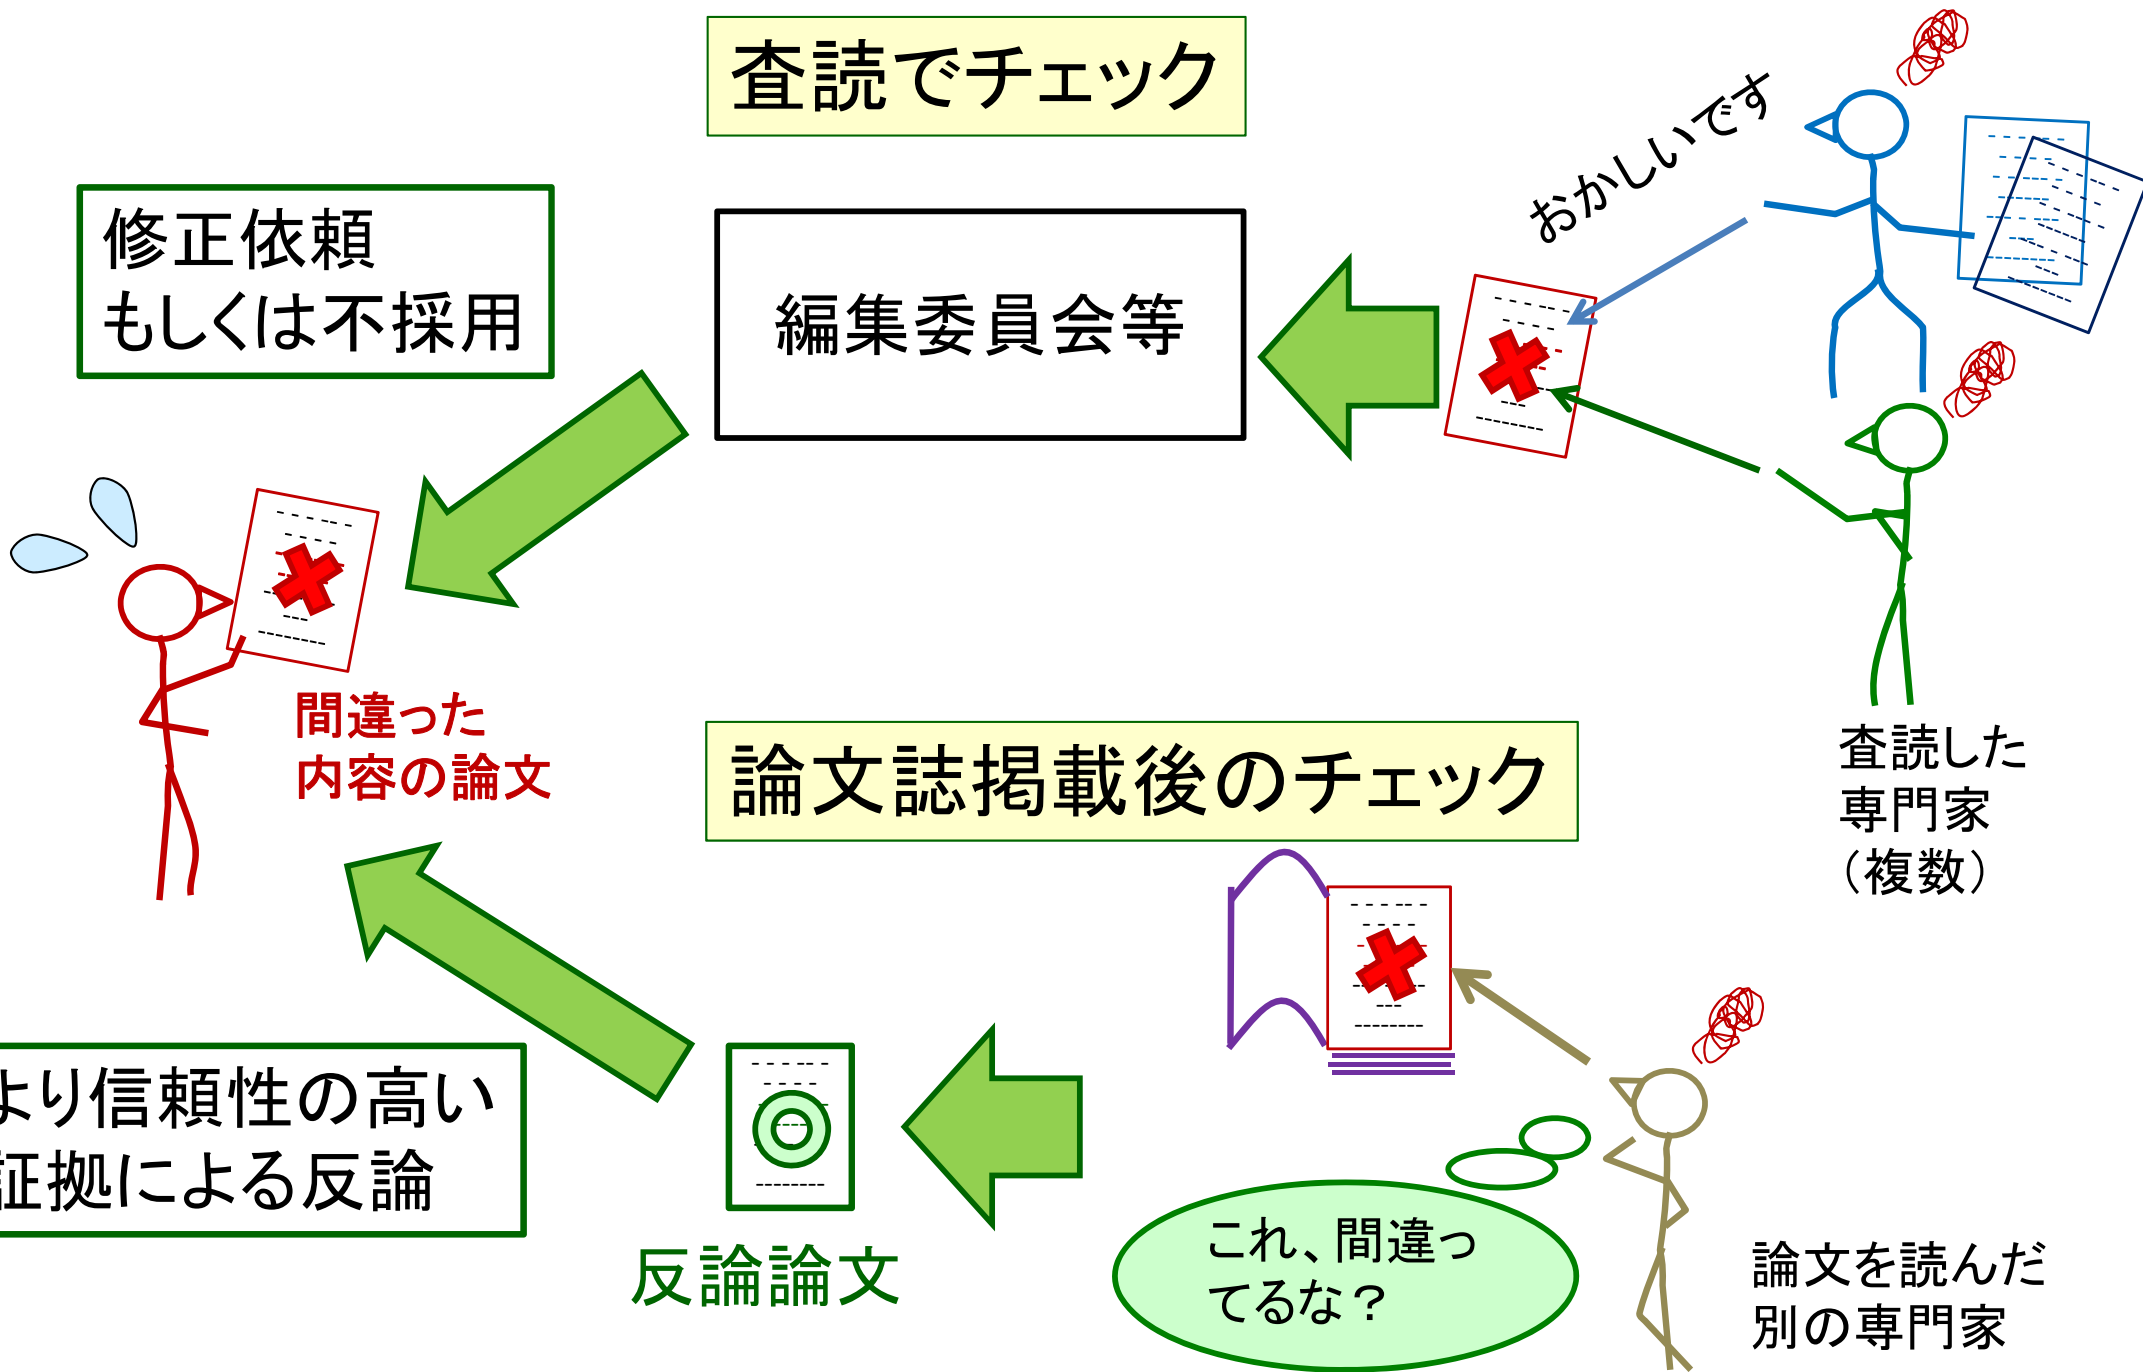 査読でチェック
おかしいです
修正依頼
もしくは不採用
編集委員会等
間違った
内容の論文
査読した
専門家
（複数）
論文誌掲載後のチェック
より信頼性の高い
証拠による反論
反論論文
これ、間違っ
てるな？
論文を読んだ
別の専門家